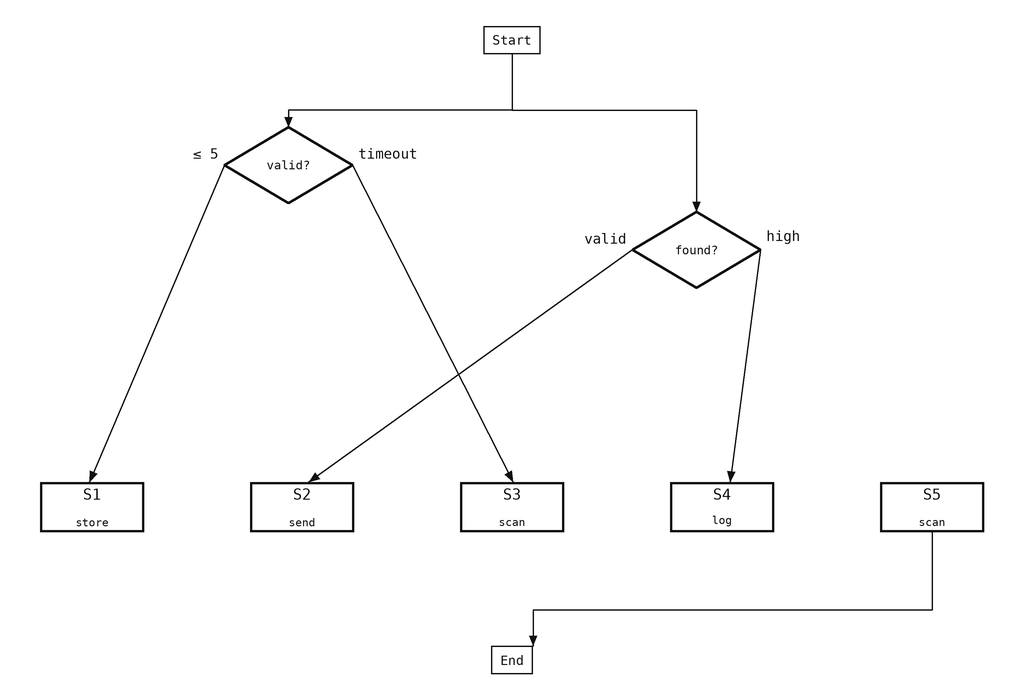 Start
≤ 5
valid?
timeout
valid
found?
high
S1
store
S2
send
S3
scan
S4
log
S5
scan
End